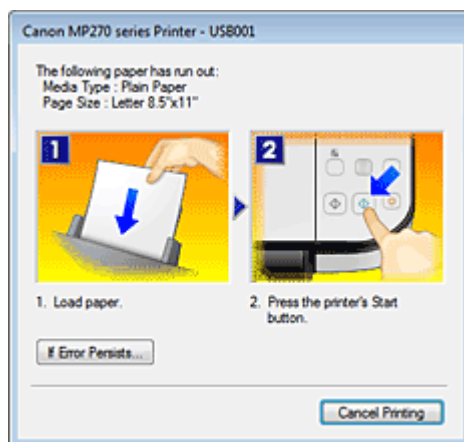 Canon MP270 series Printer - USB001
The following paper has run out:
Media Type : Plain Paper
Page Size : Letter 8.5"x11"
1
2
1. Load paper.
2. Press the printer's Start
button.
If Error Persists...
Cancel Printing